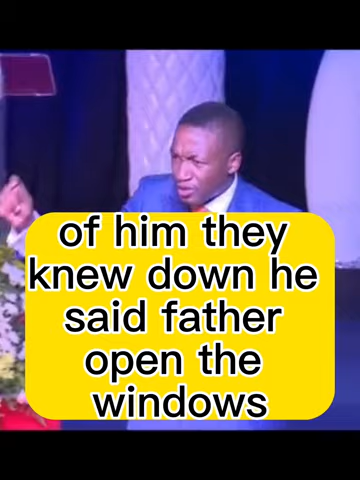 of him they
knew down he
said father
open the
windows